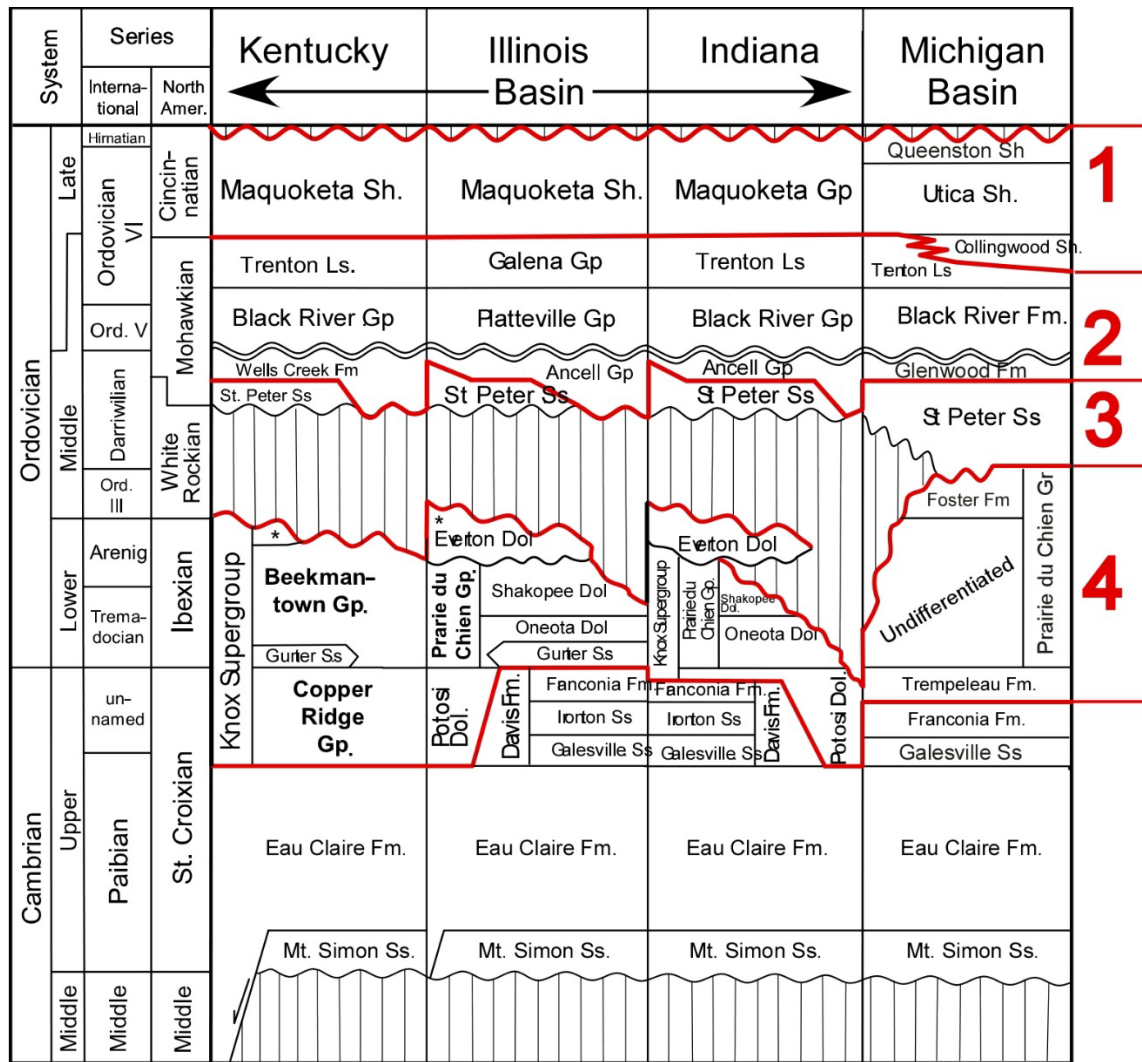 System
Series
Interna-
tional
North
Amer.
Kentucky
Illinois
Basin
Indiana
Michigan
Basin
Ordovician
Cambrian
Late
Middle
Lower
Upper
Middle
Hirnatian
Ordovician
VI
Ord. V
Darriwilian
Ord.
III
Arenig
Trema-
docian
un-
named
Paibian
Middle
Cincin-
natian
Mohawkian
White
Rockian
Ibexian
St. Croixian
Middle
Maquoketa Sh.
Trenton Ls.
Black River Gp
Wells Creek Fm
St. Peter Ss
*
Knox Supergroup
Beekman-
town Gp.
Gunter S.s
Copper
Ridge
Gp.
Eau Claire Fm.
Mt. Simon Ss.
Maquoketa Sh.
Galena Gp
Platteville Gp
Ancell Gp
St Peter Ss
*
Everton Dol
Prarie du
Chien Gp.
Shakopee Dol
Oneota Dol
Gunter S.s
Potosi
Dol.
Davis Fm.
Franconia Fm.
Ironton Ss
Galesville Ss
Eau Claire Fm.
Mt. Simon Ss.
Maquoketa Gp
Trenton Ls
Black River Gp
Ancell Gp
St Peter Ss
Everton Dol
Knox Supergroup
Prairie du
Chien Gp.
Shakopee
Dol.
Oneota Dol
Franconia Fm.
Ironton Ss
Galesville Ss
Davis Fm.
Potosi Dol.
Eau Claire Fm.
Mt. Simon Ss.
Queenston Sh
Utica Sh.
Collingwood Sh.
Trenton Ls
Black River Fm.
Glenwood Fm
St Peter Ss
Foster Fm
Undifferentiated
Prairie du Chien Gr
Trempeleau Fm.
Franconia Fm.
Galesville Ss
Eau Claire Fm.
Mt. Simon Ss.
1
2
3
4